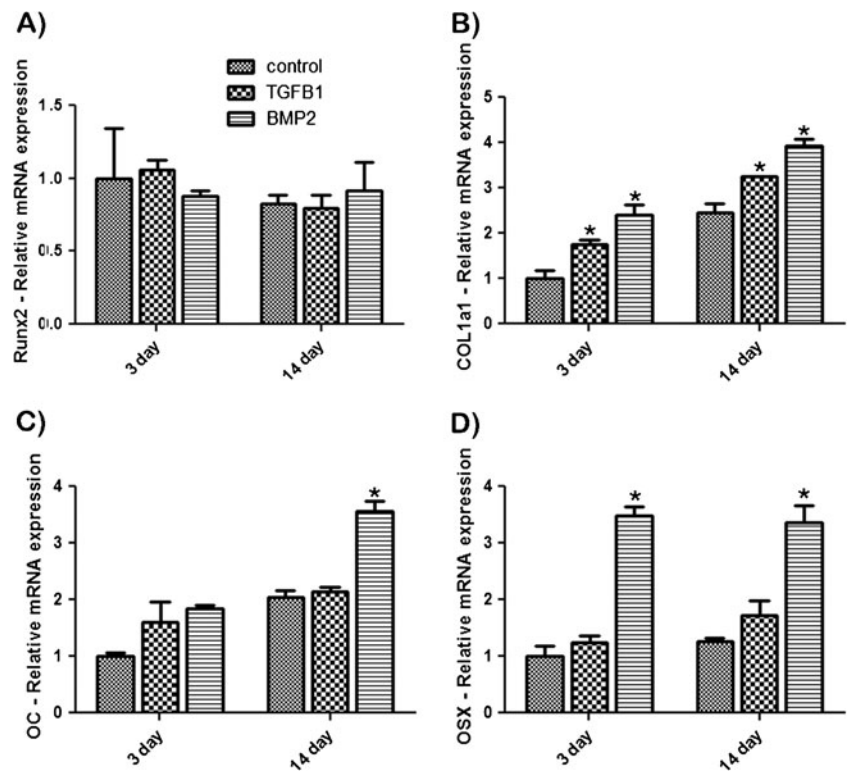 A)
control
TGFB1
BMP2
Runx2 - Relative mRNA expression
1.5
1.0
0.5
0.0
3 day
14 day
B)
COL1a1 - Relative mRNA expression
5
4
3
2
1
0
*
*
*
*
3 day
14 day
C)
OC - Relative mRNA expression
4
3
2
1
0
*
3 day
14 day
D)
OSX - Relative mRNA expression
4
3
2
1
0
*
*
3 day
14 day